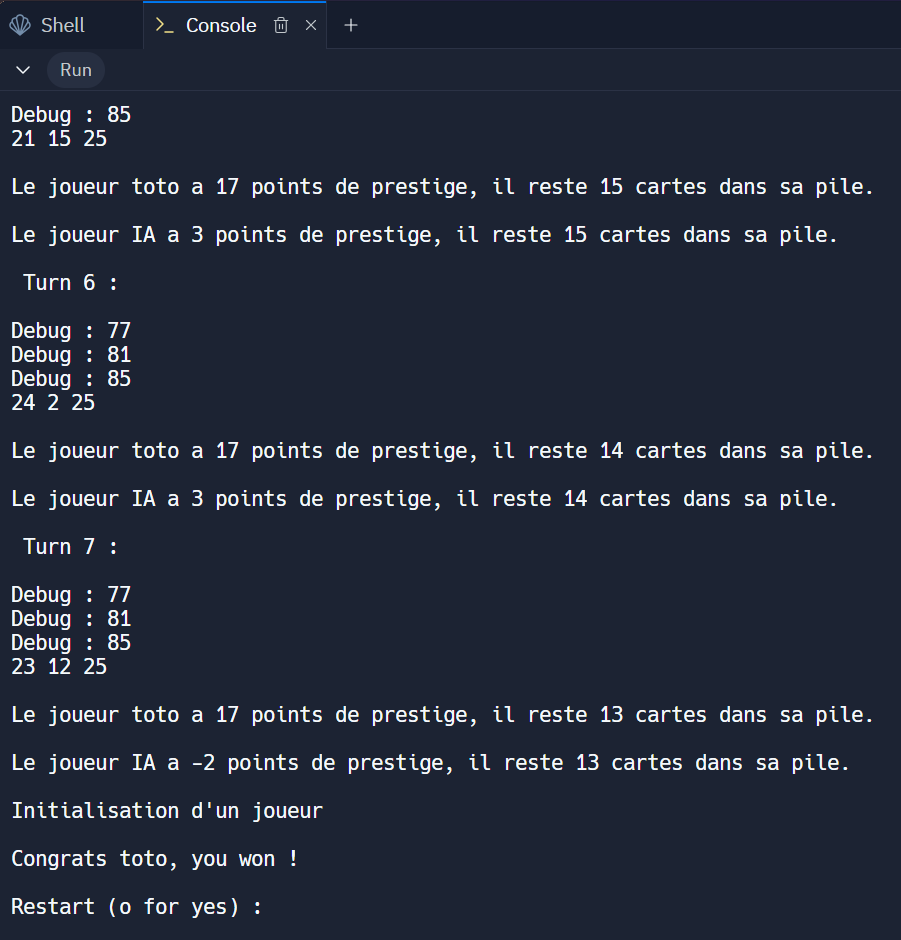 Shell
Console
Run
Debug : 85
21 15 25
Le joueur toto a 17 points de prestige, il reste 15 cartes dans sa pile.
Le joueur IA a 3 points de prestige, il reste 15 cartes dans sa pile.
Turn 6 :
Debug : 77
Debug : 81
Debug : 85
24 2 25
Le joueur toto a 17 points de prestige, il reste 14 cartes dans sa pile.
Le joueur IA a 3 points de prestige, il reste 14 cartes dans sa pile.
Turn 7 :
Debug : 77
Debug : 81
Debug : 85
23 12 25
Le joueur toto a 17 points de prestige, il reste 13 cartes dans sa pile.
Le joueur IA a -2 points de prestige, il reste 13 cartes dans sa pile.
Initialisation d'un joueur
Congrats toto, you won !
Restart (o for yes) :